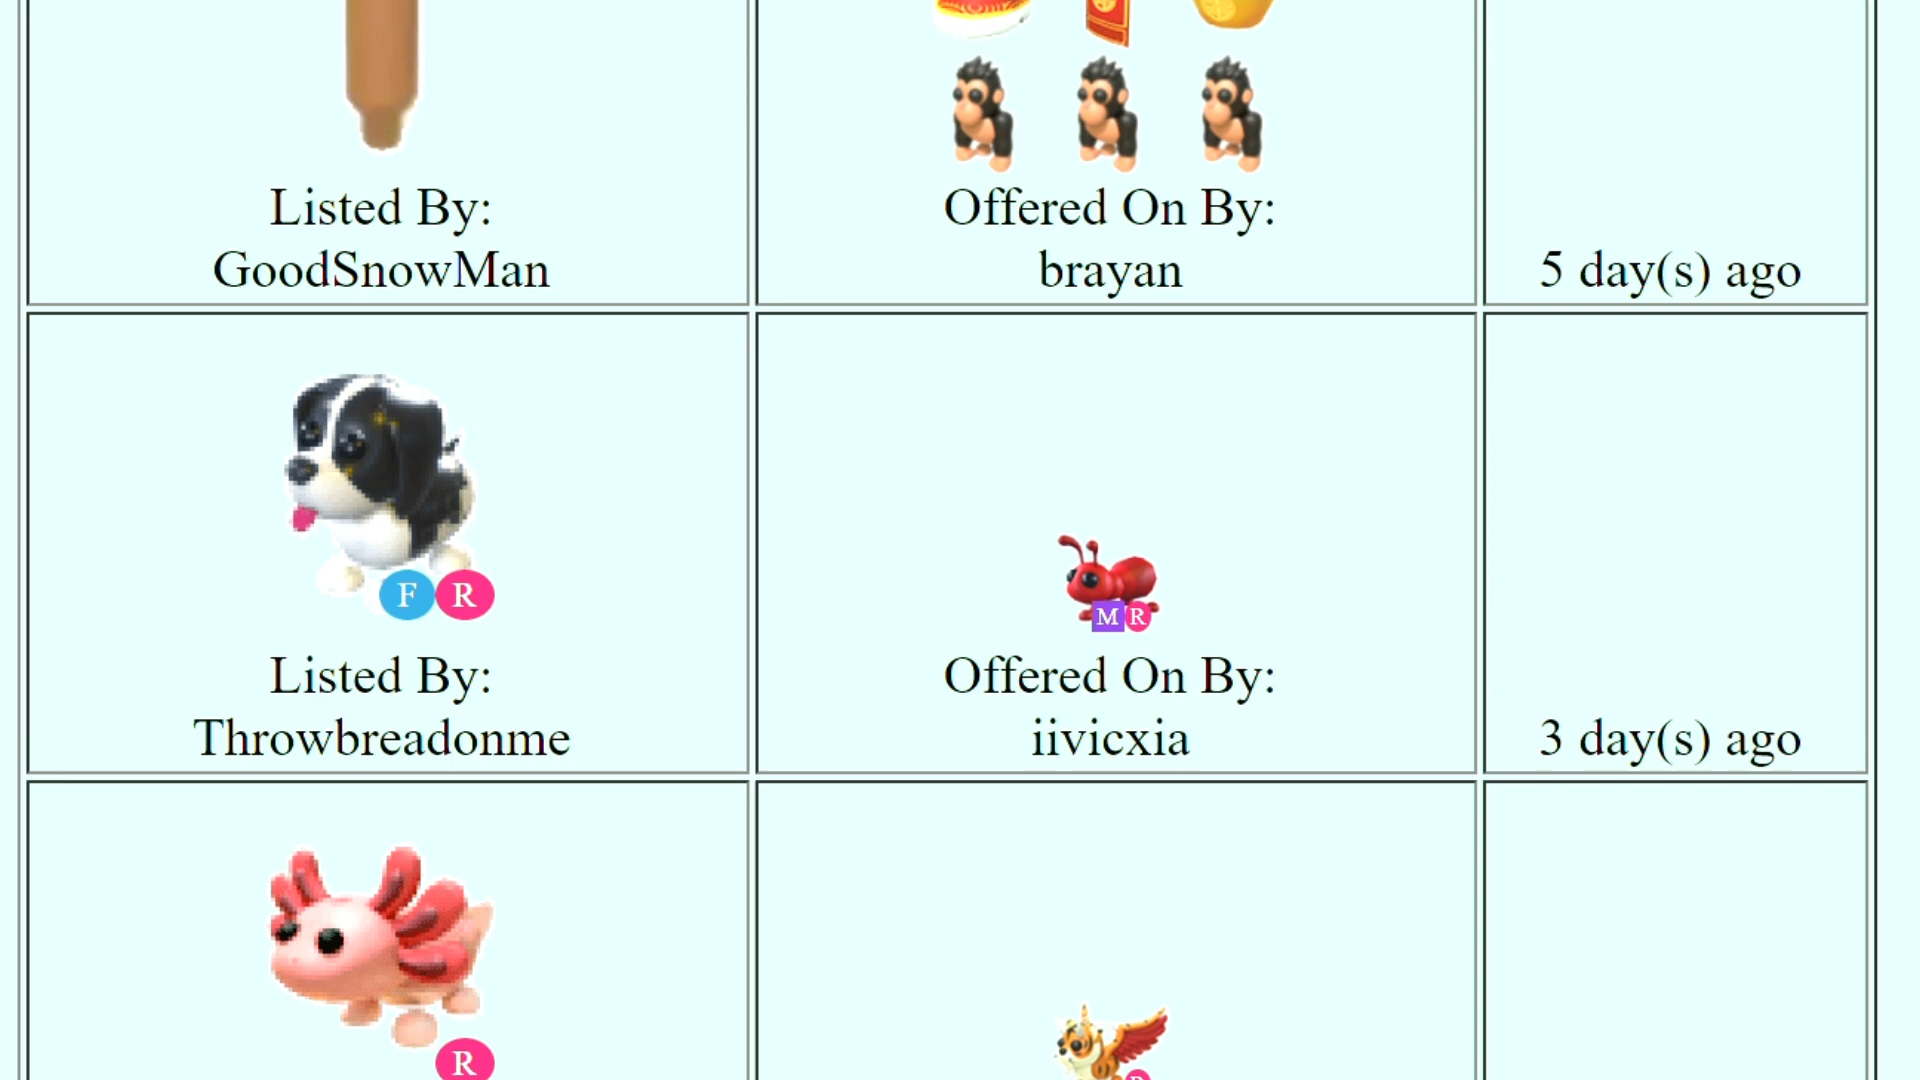 Listed By:
GoodSnowMan
Offered On By:
brayan
5 day(s) ago
F R
Listed By:
Throwbreadonme
M R
Offered On By:
iivicxia
3 day(s) ago
R